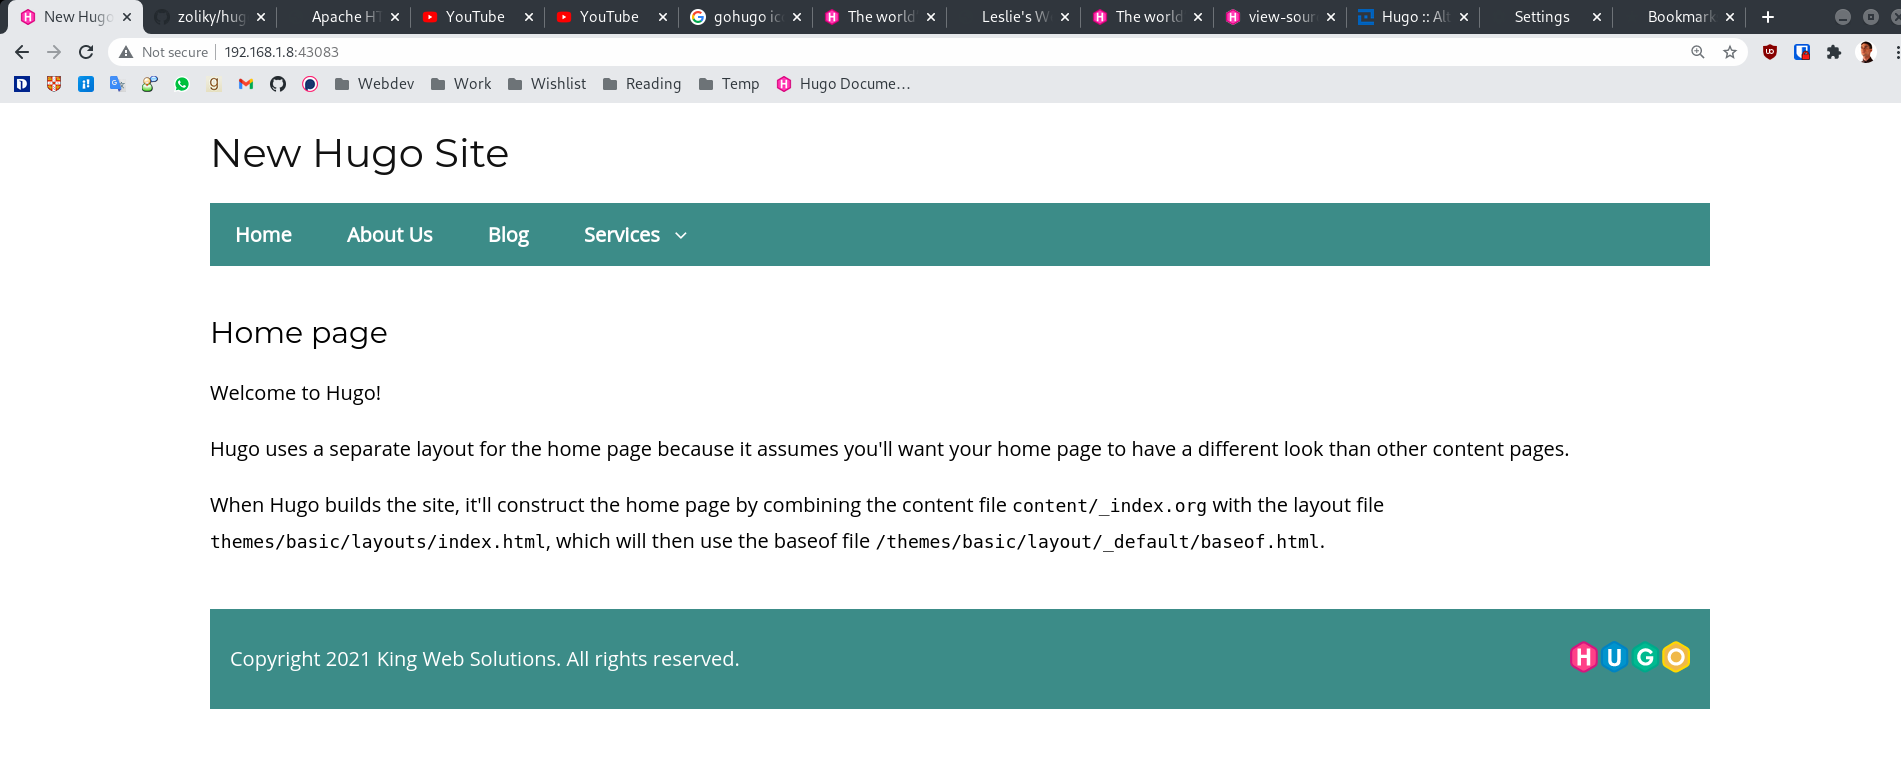 New Hugo
zoliky/hug
Apache HT
YouTube
YouTube
gohugo ic
The world
Leslie's W
The world
view-sour
Hugo :: Alt
Settings
Bookmark
Not secure
192.168.1.8:43083
Webdev
Work
Wishlist
Reading
Temp
Hugo Docume…
New Hugo Site
Home
About Us
Blog
Services
Home page
Welcome to Hugo!
Hugo uses a separate layout for the home page because it assumes you'll want your home page to have a different look than other content pages.
When Hugo builds the site, it'll construct the home page by combining the content file content/_index.org with the layout file
themes/basic/layouts/index.html, which will then use the baseof file /themes/basic/layout/_default/baseof.html.
Copyright 2021 King Web Solutions. All rights reserved.
HUGO